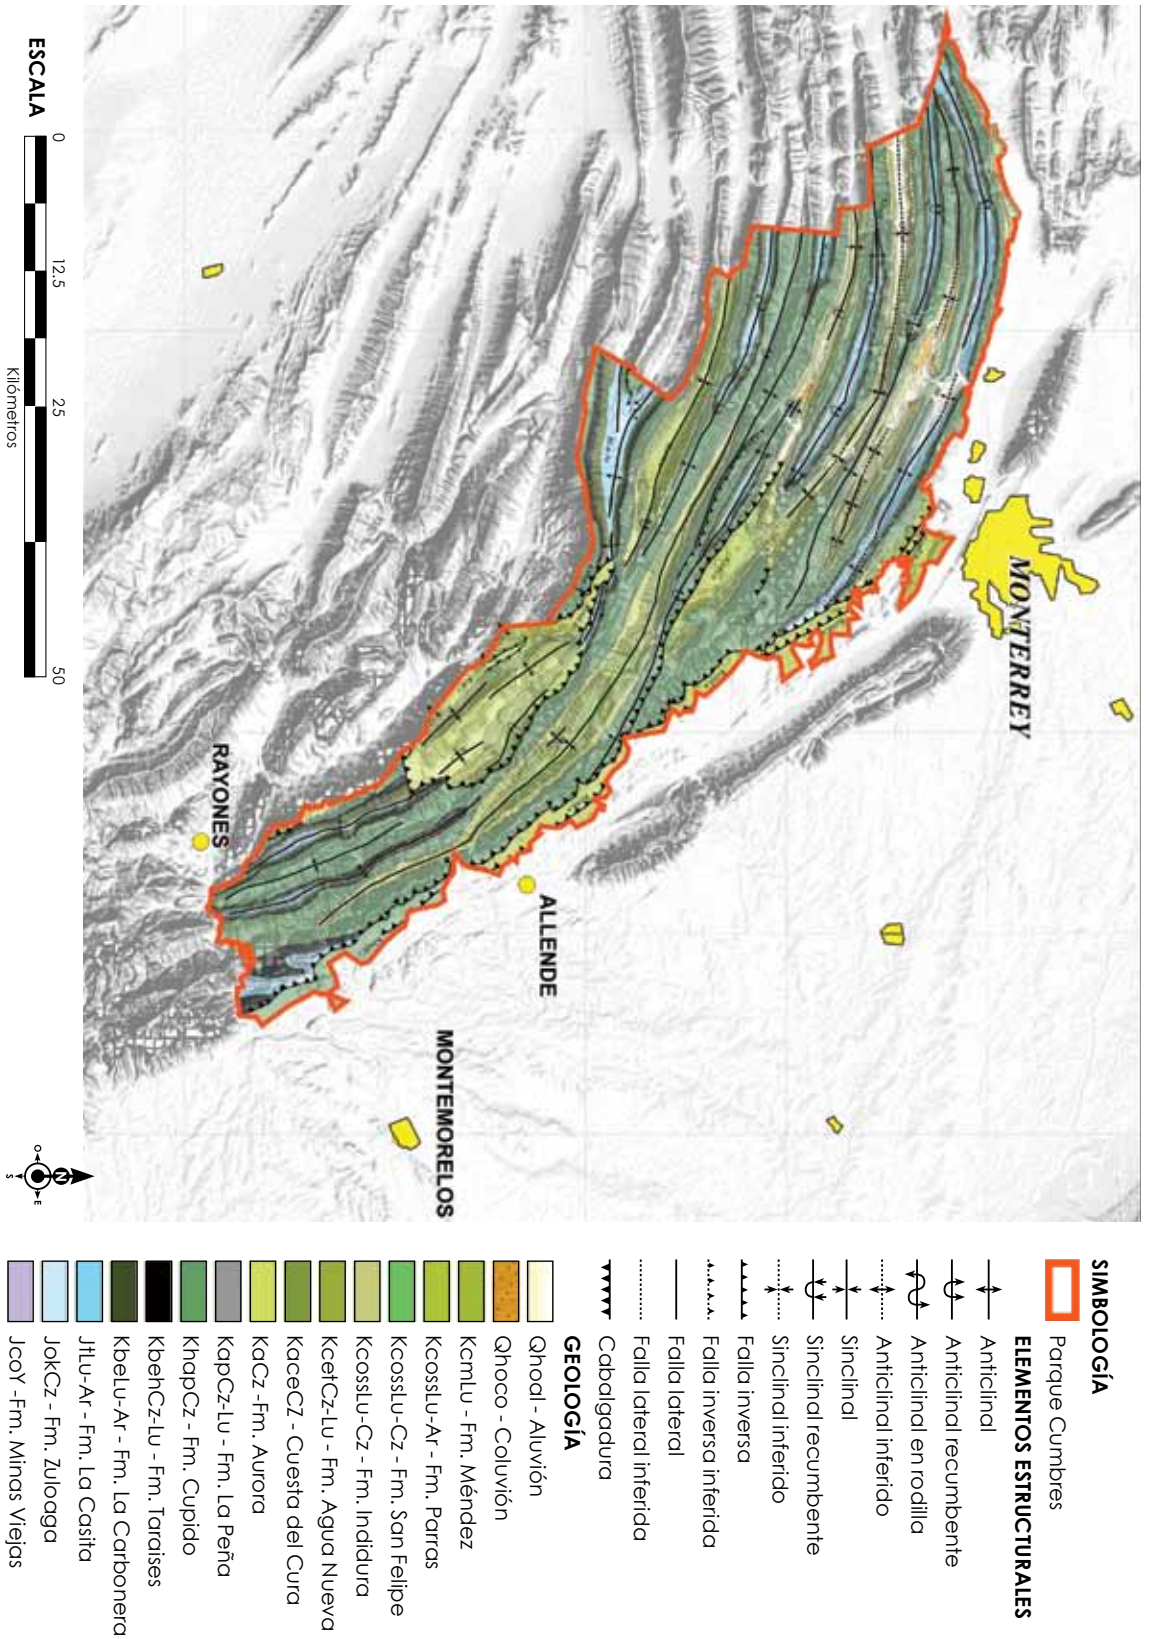 MONTERREY
ALLENDE
RAYONES
MONTEMORELOS
ESCALA
0 12.5 25 50
Kilómetros
N
O E
S
SIMBOLOGÍA
Parque Cumbres
ELEMENTOS ESTRUCTURALES
Anticlinal
Anticlinal recumbente
Anticlinal en rodilla
Anticlinal inferido
Sinclinal
Sinclinal recumbente
Sinclinal inferido
Falla inversa
Falla inversa inferida
Falla lateral
Falla lateral inferida
Cabalgadura
GEOLOGÍA
Qhoal - Aluvión
Qhoco - Coluvión
KcmLu - Fm. Méndez
KcossLu-Ar - Fm. Parras
KcossLu-Cz - Fm. San Felipe
KcossLu-Cz - Fm. Indidura
KcetCz-Lu - Fm. Agua Nueva
KaceCZ - Cuesta del Cura
KaCz -Fm. Aurora
KapCz-Lu - Fm. La Peña
KhapCz - Fm. Cupido
KbehCz-Lu - Fm. Taraises
KbeLu-Ar - Fm. La Carbonera
JtLu-Ar - Fm. La Casita
JokCz - Fm. Zuloaga
JcoY -Fm. Minas Viejas